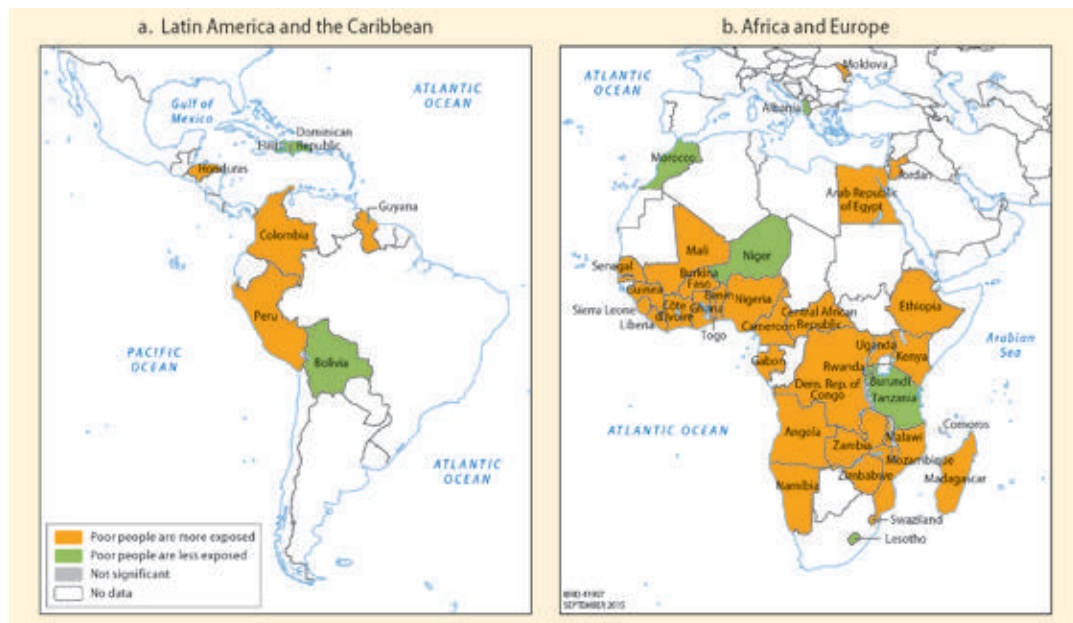 a. Latin America and the Caribbean
ATLANTIC
OCEAN
Gulf of
Mexico
Dominican
Republic
Haiti
Honduras
Guyana
Colombia
Peru
Bolivia
PACIFIC
OCEAN
ATLANTIC
OCEAN
Poor people are more exposed
Poor people are less exposed
Not significant
No data
b. Africa and Europe
ATLANTIC
OCEAN
Moldova
Albania
Morocco
Jordan
Arab Republic
of Egypt
Mali
Niger
Senegal
Burkina
Faso
Guinea
Benin
Nigeria
Sierra Leone
Côte
d'Ivoire
Ghana
Liberia
Togo
Central African
Republic
Cameroon
Ethiopia
Arabian
Sea
Uganda
Kenya
Gabon
Rwanda
Dem. Rep. of
Congo
Burundi
Tanzania
ATLANTIC OCEAN
Angola
Comoros
Malawi
Zambia
Mozambique
Zimbabwe
Madagascar
Namibia
Swaziland
Lesotho
SEPTEMBER 2015